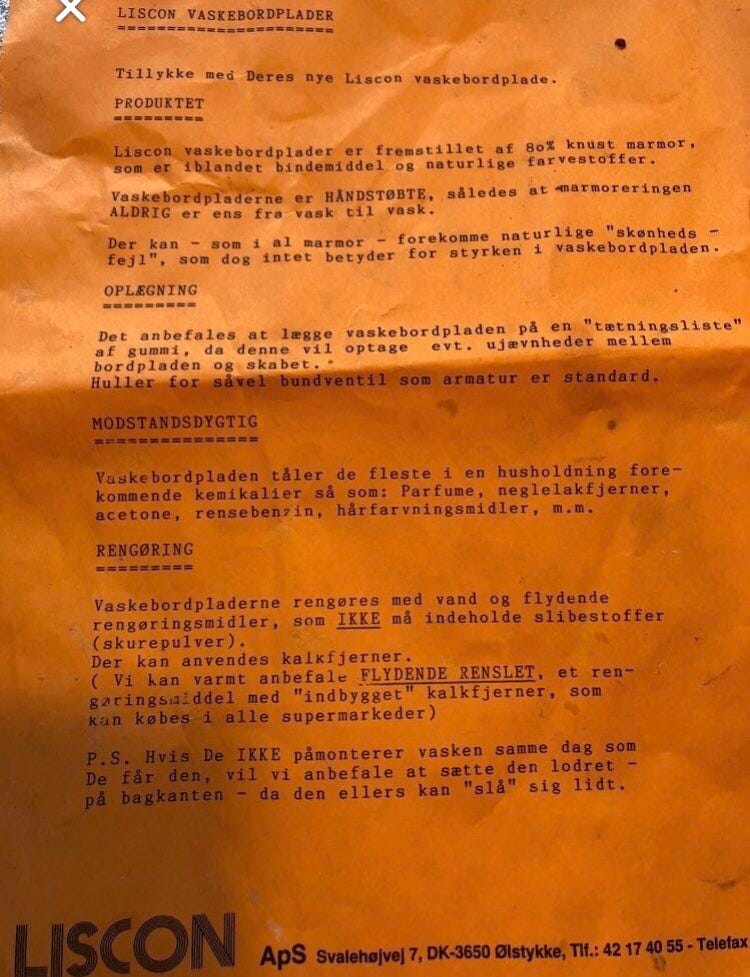 LISCON VASKEBORDPLADER
======================
Tillykke med Deres nye Liscon vaskebordplade.
PRODUKTET
=========
Liscon vaskebordplader er fremstillet af 80% knust marmor,
som er iblandet bindemiddel og naturlige farvestoffer.
Vaskebordpladerne er HÅNDSTØBTE, således at marmoreringen
ALDRIG er ens fra vask til vask.
Der kan - som i al marmor - forekomme naturlige "skønheds -
fejl", som dog intet betyder for styrken i vaskebordpladen.
OPLÆGNING
=========
Det anbefales at lægge vaskebordpladen på en "tætningsliste"
af gummi, da denne vil optage evt. ujævnheder mellem
bordpladen og skabet.
Huller for såvel bundventil som armatur er standard.
MODSTANDSDYGTIG
===============
Vaskebordpladen tåler de fleste i en husholdning fore-
kommende kemikalier så som: Parfume, neglelakfjerner,
acetone, rensebenzin, hårfarvningsmidler, m.m.
RENGØRING
=========
Vaskebordpladerne rengøres med vand og flydende
rengøringsmidler, som IKKE må indeholde slibestoffer
(skurepulver).
Der kan anvendes kalkfjerner.
( Vi kan varmt anbefale FLYDENDE RENSLET, et ren-
gøringsmiddel med "indbygget" kalkfjerner, som
kan købes i alle supermarkeder)
P.S. Hvis De IKKE påmonterer vasken samme dag som
De får den, vil vi anbefale at sætte den lodret -
på bagkanten - da den ellers kan "slå" sig lidt.
LISCON ApS Svalehøjvej 7, DK-3650 Ølstykke, Tlf.: 42 17 40 55 - Telefax